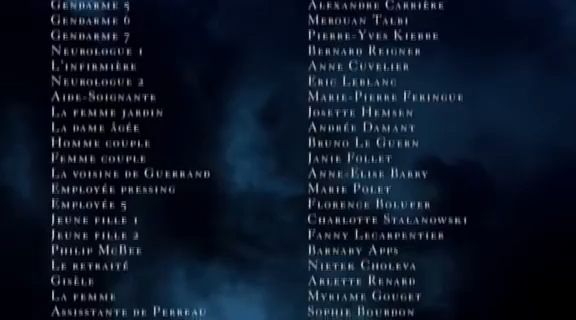 Gendarme 5 Alexandre Carrière
Gendarme 6 Merouan Talbi
Gendarme 7 Pierre-Yves Kierre
Neurologue 1 Bernard Reigner
L'infirmière Anne Cuvelier
Neurologue 2 Eric Leblanc
Aide-Soignante Marie-Pierre Feringue
La femme jardin Josette Hemsen
La dame âgée Andrée Damant
Homme couple Bruno Le Guern
Femme couple Janie Follet
La voisine de Guerrand Anne-Elise Barry
Employée pressing Marie Polet
Employée 5 Florence Bolufer
Jeune fille 1 Charlotte Stalanowski
Jeune fille 2 Fanny Lecarpentier
Philip McBee Barnaby Apps
Le retraité Nietek Choleva
Gisèle Arlette Renard
La femme Myriame Gouget
Assisstante de Perreau Sophie Bourdon